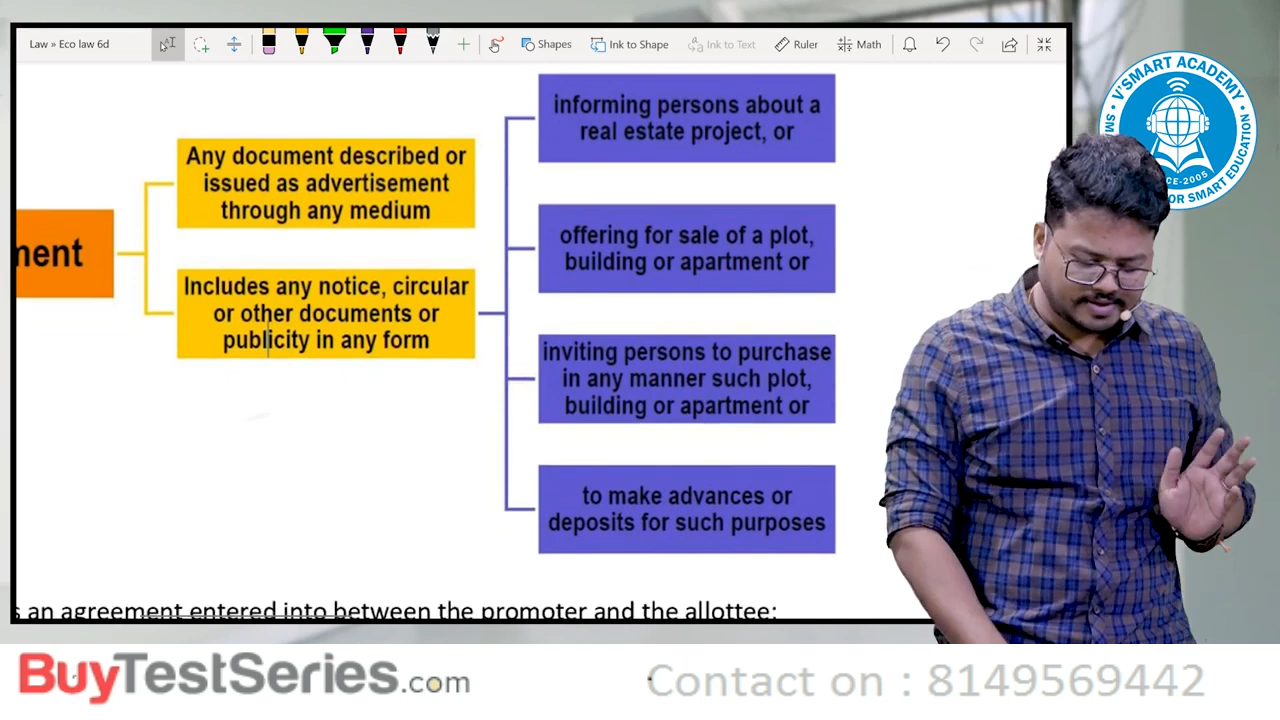 Law » Eco law 6d
Shapes
Ink to Shape
Ink to Text
Ruler
Math
ment
Any document described or
issued as advertisement
through any medium
Includes any notice, circular
or other documents or
publicity in any form
informing persons about a
real estate project, or
offering for sale of a plot,
building or apartment or
inviting persons to purchase
in any manner such plot,
building or apartment or
to make advances or
deposits for such purposes
s an agreement entered into between the promoter and the allottee;
V'SMART ACADEMY
CE-2005
OR SMART EDUCATION
BuyTestSeries.com
Contact on : 8149569442